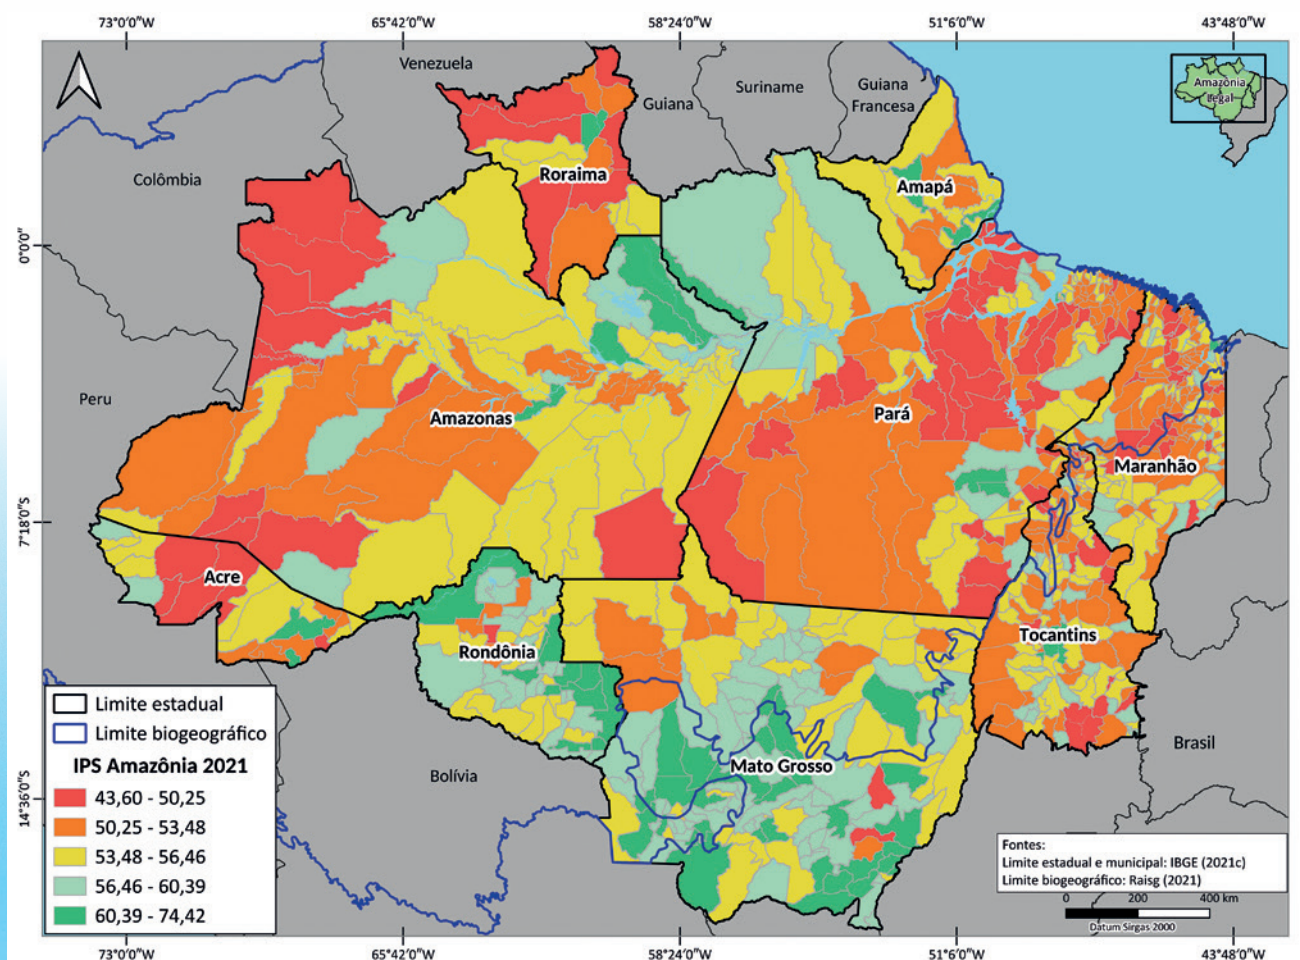 73°0'0"W
65°42'0"W
58°24'0"W
51°6'0"W
43°48'0"W
Venezuela
Suriname
Guiana
Guiana
Francesa
Amazônia
Legal
Colômbia
Roraima
Amapá
0°0'0"
Peru
Amazonas
Pará
Maranhão
7°18'0"S
Acre
Rondônia
Tocantins
Limite estadual
Limite biogeográfico
IPS Amazônia 2021
43,60 - 50,25
50,25 - 53,48
53,48 - 56,46
56,46 - 60,39
60,39 - 74,42
Bolívia
Mato Grosso
Brasil
14°36'0"S
Fontes:
Limite estadual e municipal: IBGE (2021c)
Limite biogeográfico: Raisg (2021)
0 200 400 km
Datum Sirgas 2000
73°0'0"W
65°42'0"W
58°24'0"W
51°6'0"W
43°48'0"W